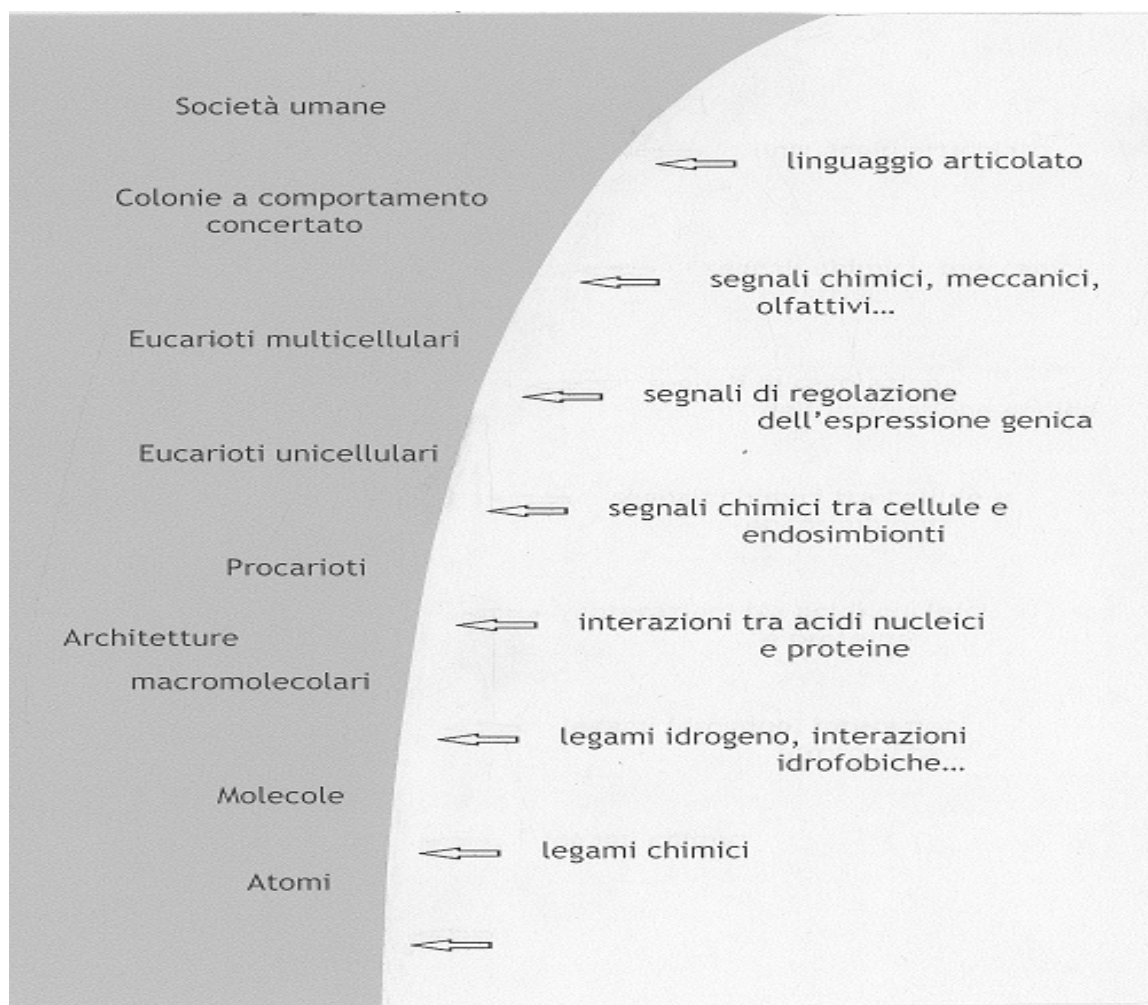 Società umane
linguaggio articolato
Colonie a comportamento
concertato
segnali chimici, meccanici,
olfattivi...
Eucarioti multicellulari
segnali di regolazione
dell'espressione genica
Eucarioti unicellulari
segnali chimici tra cellule e
endosimbionti
Procarioti
interazioni tra acidi nucleici
e proteine
Architetture
macromolecolari
legami idrogeno, interazioni
idrofobiche...
Molecole
legami chimici
Atomi